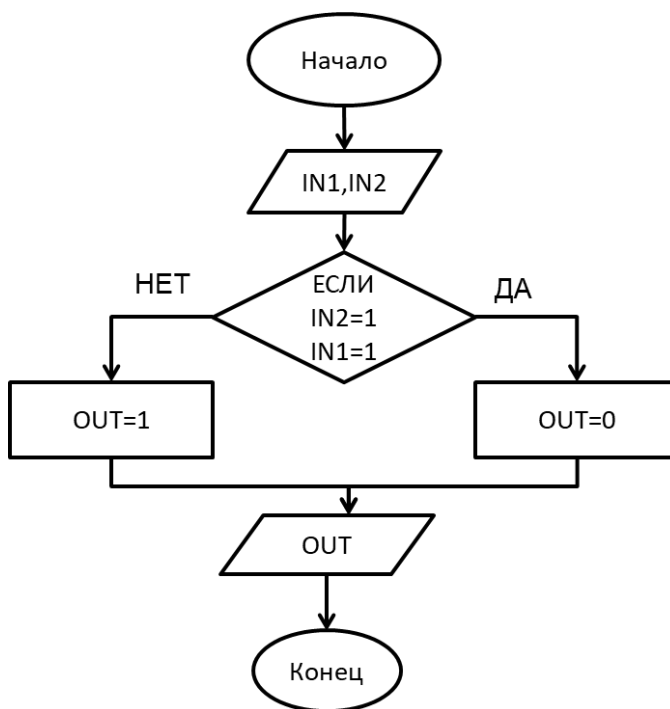 Начало
IN1,IN2
НЕТ
ЕСЛИ
IN2=1
IN1=1
ДА
OUT=1
OUT=0
OUT
Конец